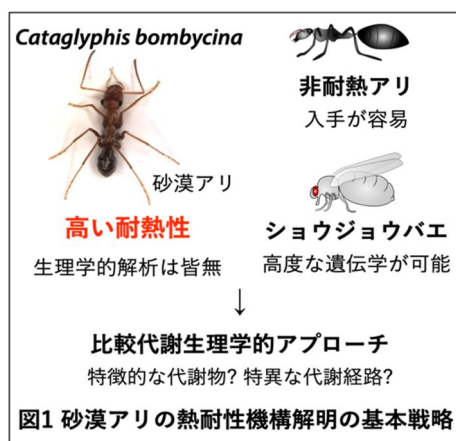 Cataglyphis bombycina
砂漠アリ
高い耐熱性
生理学的解析は皆無
非耐熱アリ
入手が容易
ショウジョウバエ
高度な遺伝学が可能
↓
比較代謝生理学的アプローチ
特徴的な代謝物? 特異な代謝経路?
図1 砂漠アリの熱耐性機構解明の基本戦略